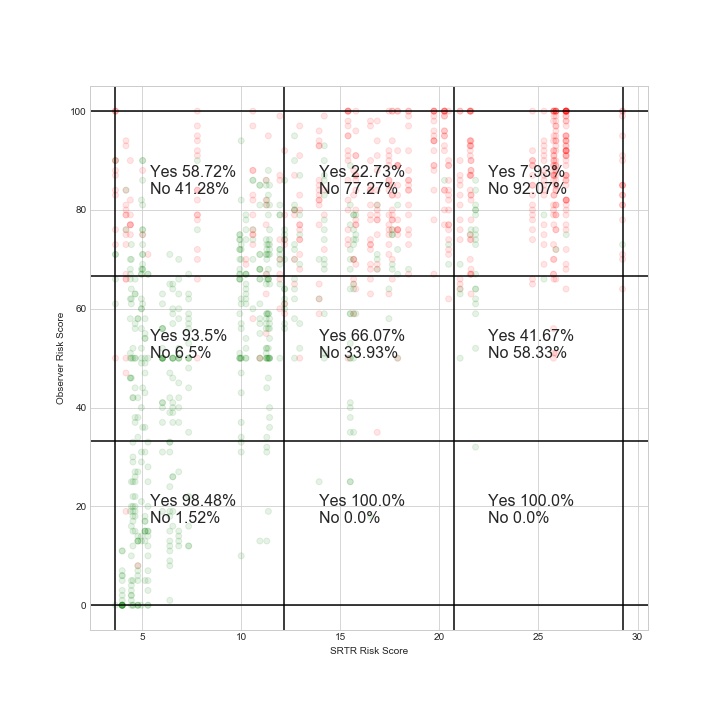 100
Yes 58.72%
No 41.28%
Yes 22.73%
No 77.27%
Yes 7.93%
No 92.07%
80
60
Yes 93.5%
No 6.5%
Yes 66.07%
No 33.93%
Yes 41.67%
No 58.33%
Observer Risk Score
40
20
Yes 98.48%
No 1.52%
Yes 100.0%
No 0.0%
Yes 100.0%
No 0.0%
0
5
10
15
20
25
30
SRTR Risk Score